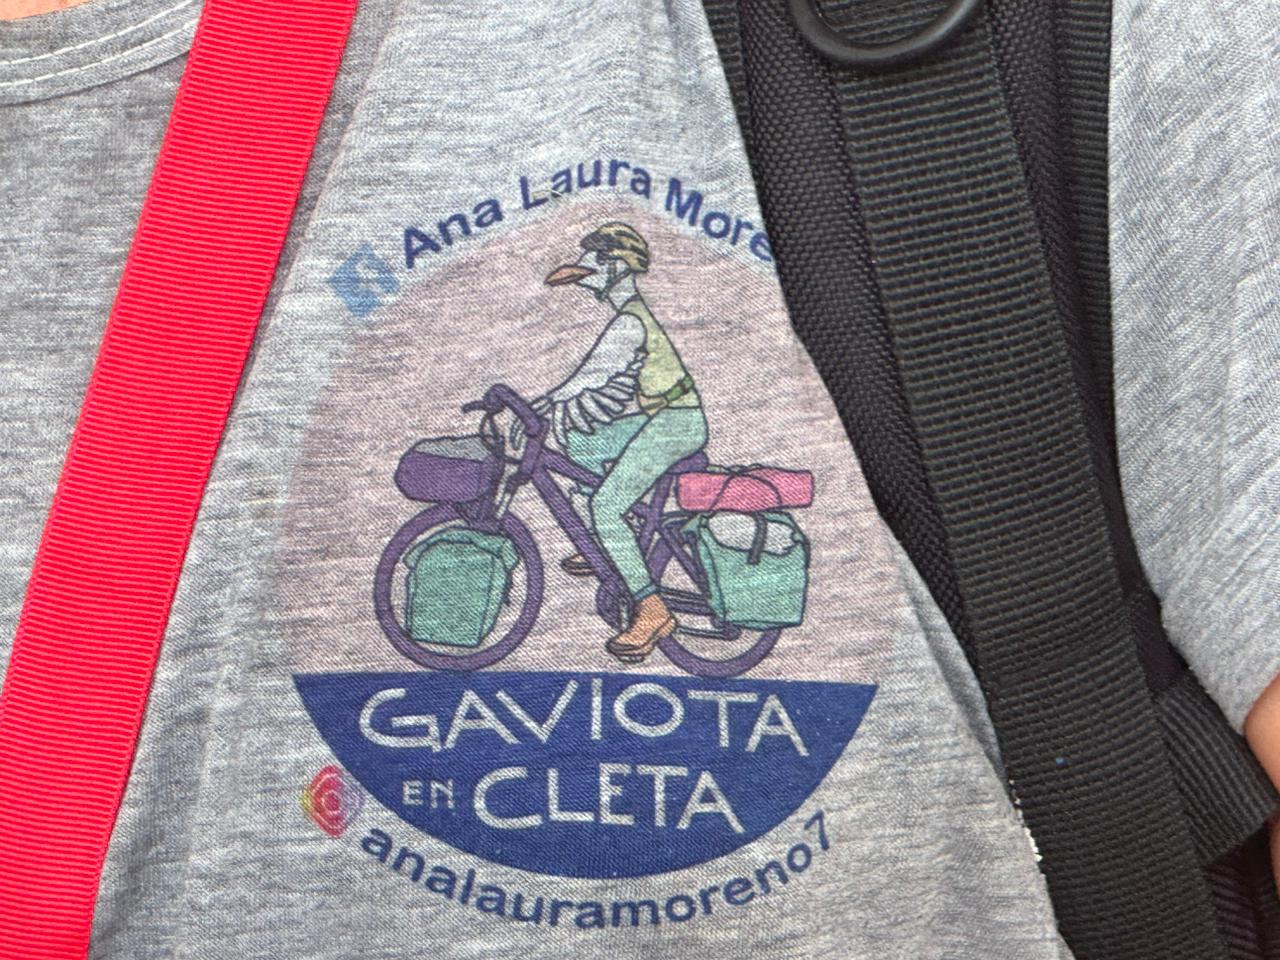 Ana Laura More
GAVIOTA
EN CLETA
analauramoreno7